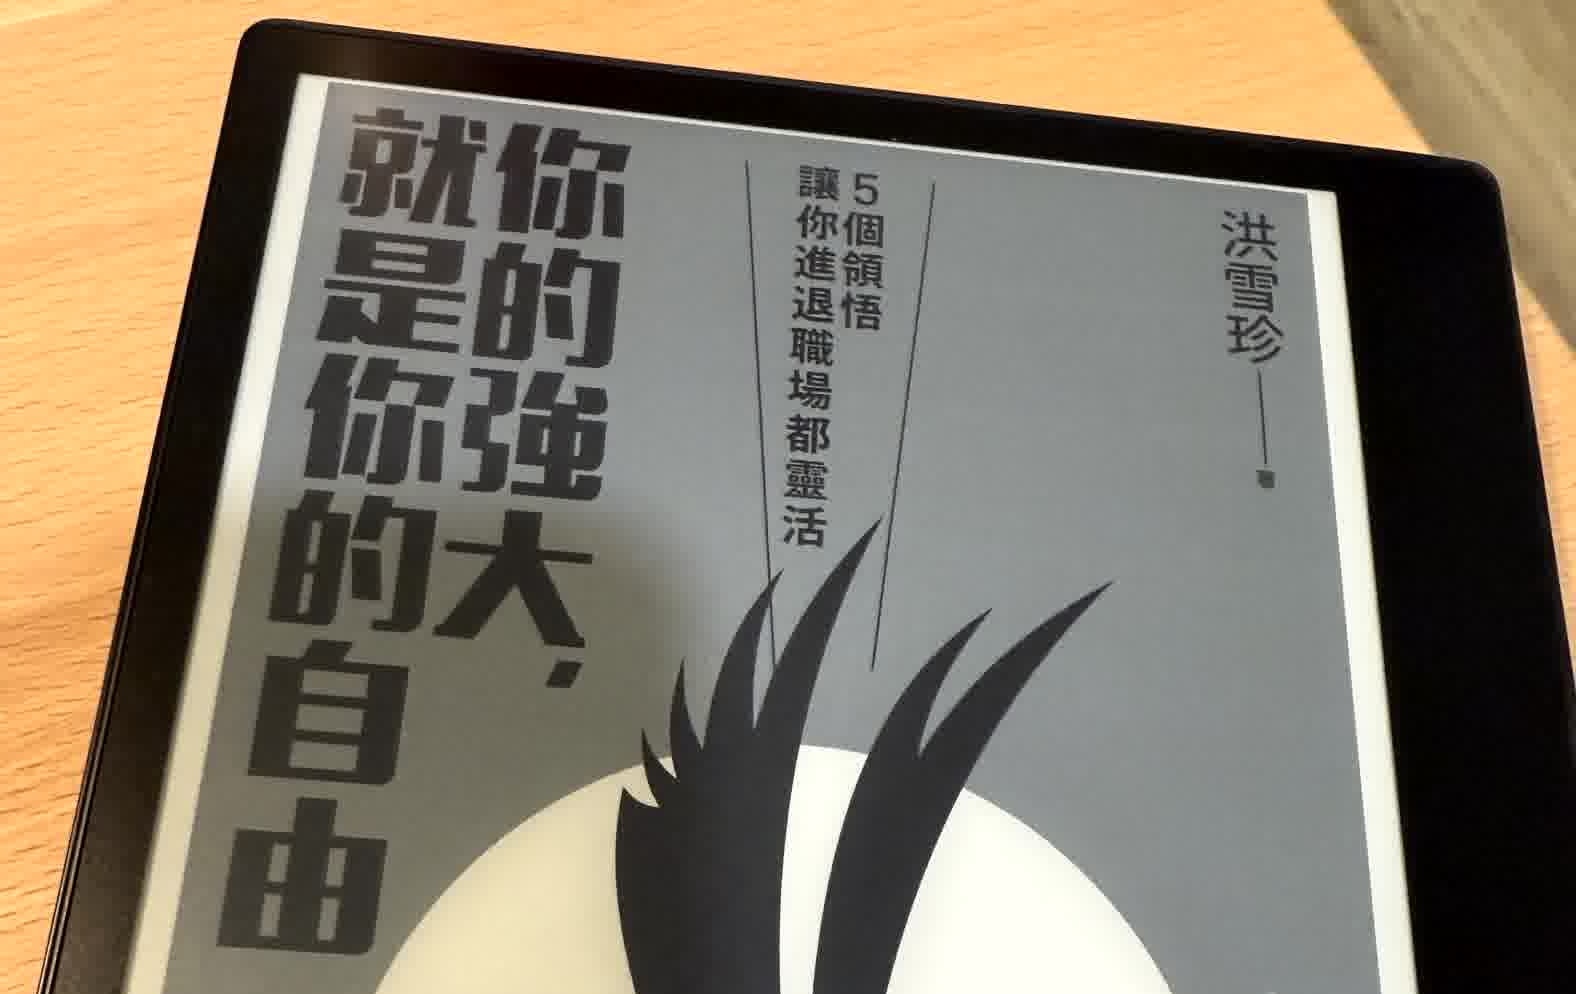 你的強大,
就是你的自由
5個領悟
讓你進退職場都靈活
洪雪珍
著